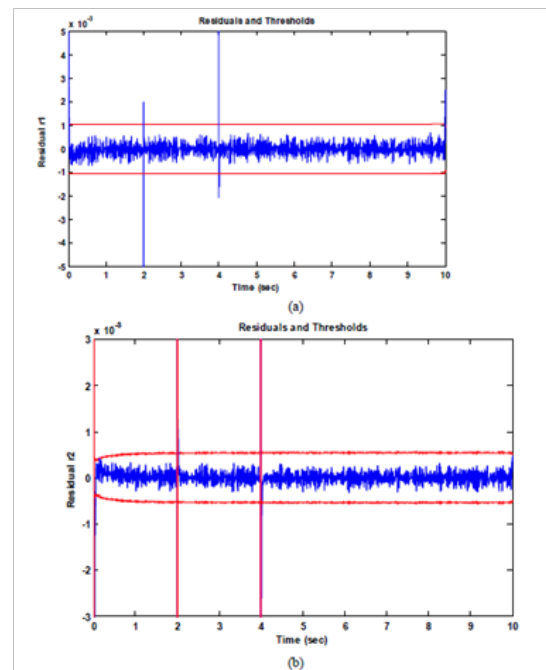 Residuals and Thresholds
x 10⁻³
5
4
3
2
1
0
-1
-2
-3
-4
-5
Residual r1
0 1 2 3 4 5 6 7 8 9 10
Time (sec)
(a)
Residuals and Thresholds
x 10⁻³
3
2
1
0
-1
-2
-3
Residual r2
0 1 2 3 4 5 6 7 8 9 10
Time (sec)
(b)